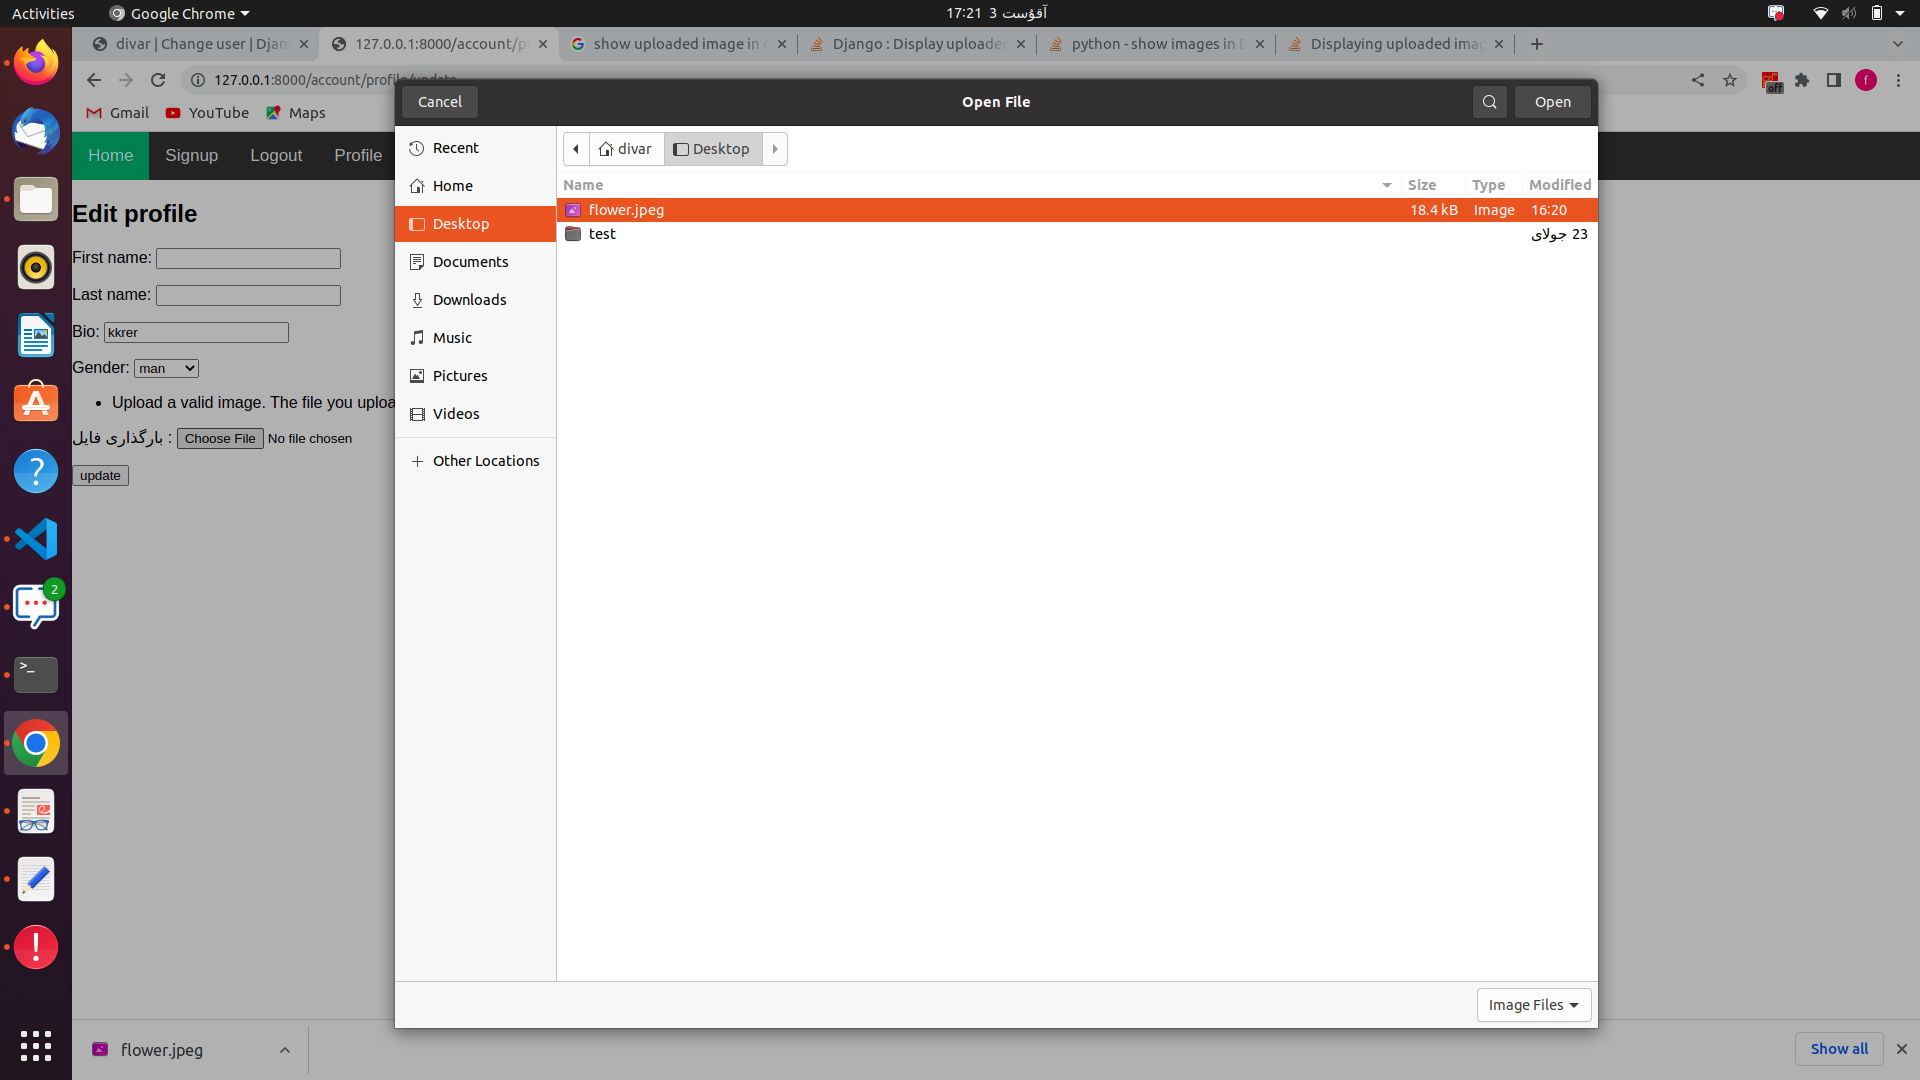 Activities
Google Chrome
17:21 3 آقۇست
divar | Change user | Djan
127.0.0.1:8000/account/p
show uploaded image in
Django : Display uploaded
python - show images in D
Displaying uploaded imag
127.0.0.1:8000/account/profile/update
off
f
Gmail
YouTube
Maps
Home
Signup
Logout
Profile
Edit profile
First name:
Last name:
Bio: kkrer
Gender: man
Upload a valid image. The file you uploa
بارگذاری فایل : Choose File No file chosen
update
Cancel
Open File
Open
Recent
Home
Desktop
Documents
Downloads
Music
Pictures
Videos
Other Locations
divar
Desktop
Name Size Type Modified
flower.jpeg 18.4 kB Image 16:20
test 23 جولای
Image Files
2
flower.jpeg
Show all